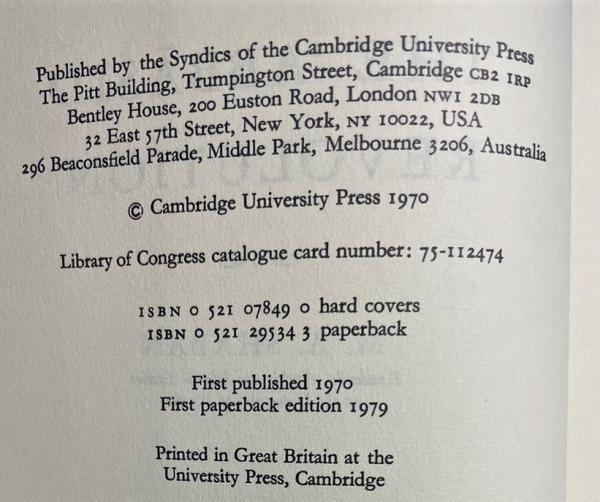 Published by the Syndics of the Cambridge University Press
The Pitt Building, Trumpington Street, Cambridge CB2 1RP
Bentley House, 200 Euston Road, London NW1 2DB
32 East 57th Street, New York, NY 10022, USA
296 Beaconsfield Parade, Middle Park, Melbourne 3206, Australia
© Cambridge University Press 1970
Library of Congress catalogue card number: 75-112474
ISBN 0 521 07849 0 hard covers
ISBN 0 521 29534 3 paperback
First published 1970
First paperback edition 1979
Printed in Great Britain at the
University Press, Cambridge